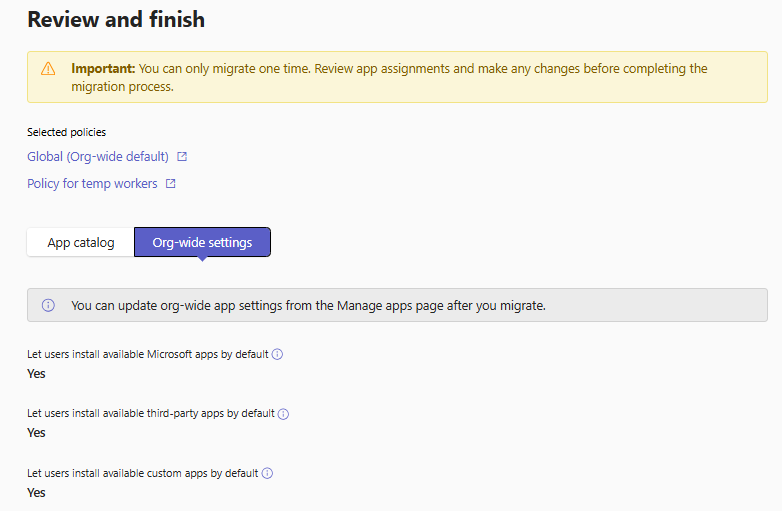 Review and finish
Important: You can only migrate one time. Review app assignments and make any changes before completing the
migration process.
Selected policies
Global (Org-wide default)
Policy for temp workers
App catalog
Org-wide settings
You can update org-wide app settings from the Manage apps page after you migrate.
Let users install available Microsoft apps by default
Yes
Let users install available third-party apps by default
Yes
Let users install available custom apps by default
Yes